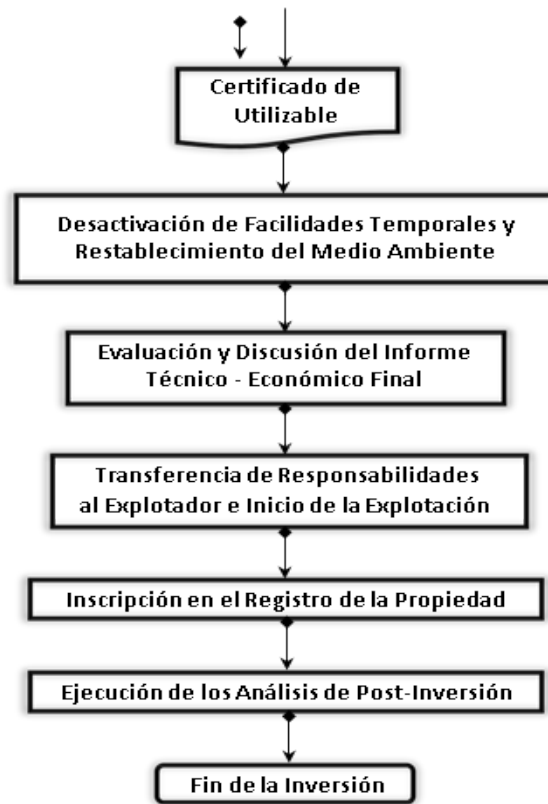 Certificado de
Utilizable
Desactivación de Facilidades Temporales y
Restablecimiento del Medio Ambiente
Evaluación y Discusión del Informe
Técnico - Económico Final
Transferencia de Responsabilidades
al Explotador e Inicio de la Explotación
Inscripción en el Registro de la Propiedad
Ejecución de los Análisis de Post-Inversión
Fin de la Inversión